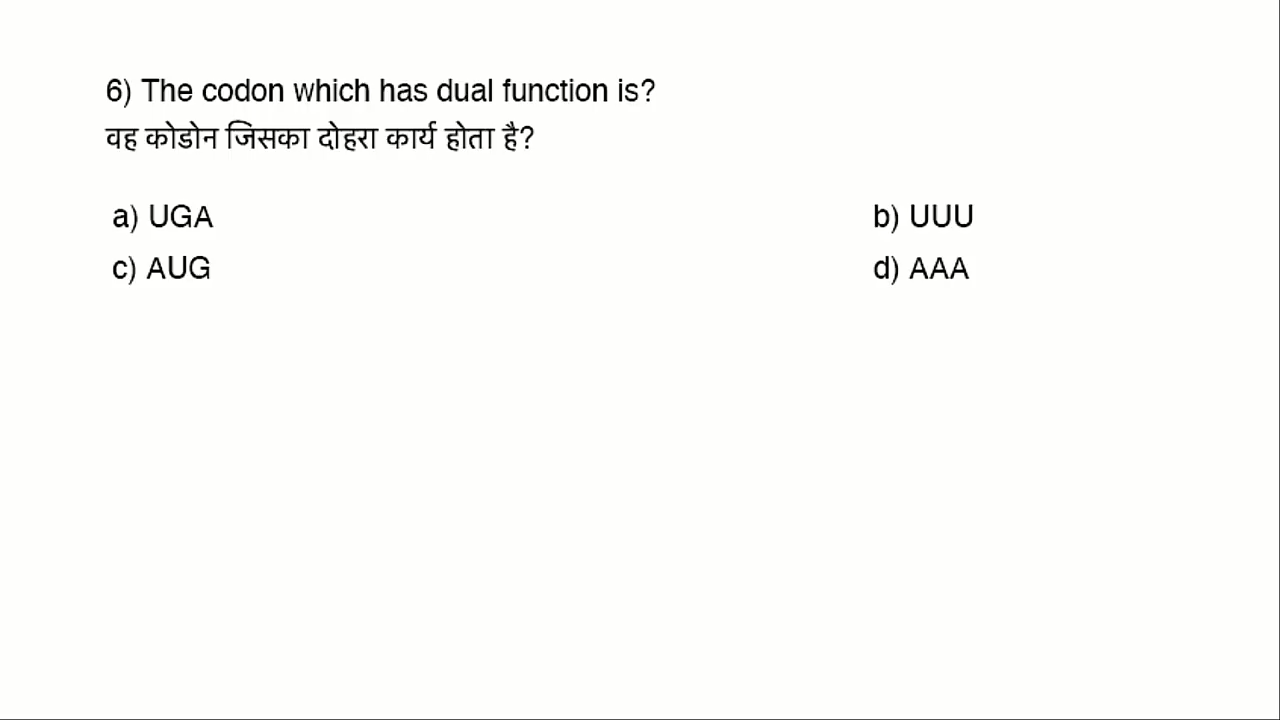 6) The codon which has dual function is?
वह कोडोन जिसका दोहरा कार्य होता है?
a) UGA b) UUU
c) AUG d) AAA